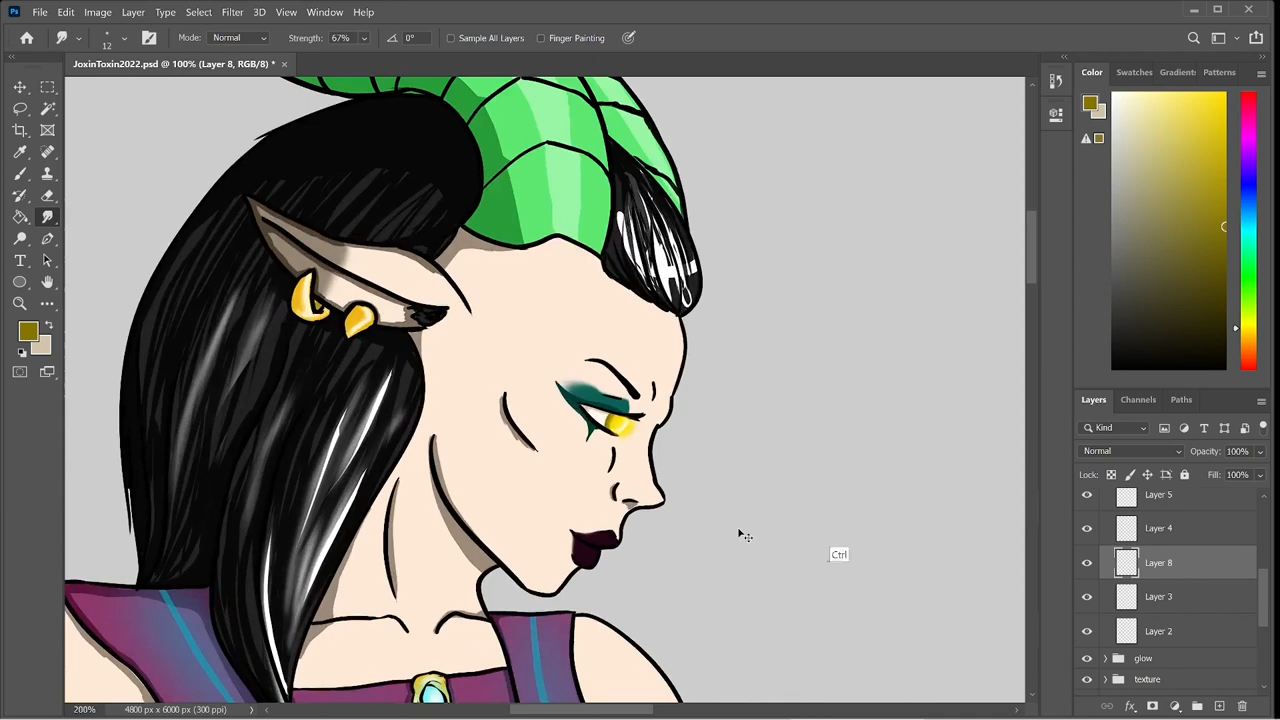 Ps File Edit Image Layer Type Select Filter 3D View Window Help
12 Mode: Normal Strength: 67% 0° Sample All Layers Finger Painting
JoxinToxin2022.psd @ 100% (Layer 8, RGB/8) *
Color Swatches Gradient: Patterns
Layers Channels Paths
Kind
Normal Opacity: 100%
Lock: Fill: 100%
Layer 5
Layer 4
Layer 8
Layer 3
Layer 2
glow
texture
Ctrl
200% 4800 px x 6000 px (300 ppi)